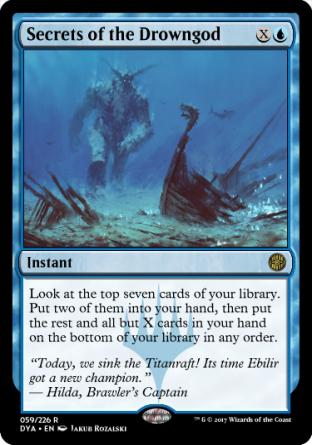 Secrets of the Drowngod X
Instant
Look at the top seven cards of your library.
Put two of them into your hand, then put
the rest and all but X cards in your hand
on the bottom of your library in any order.
“Today, we sink the Titanraft! Its time Ebilir
got a new champion.”
— Hilda, Brawler's Captain
059/226 R
DYA • EN Jakub Rozalski
™ & © 2017 Wizards of the Coast